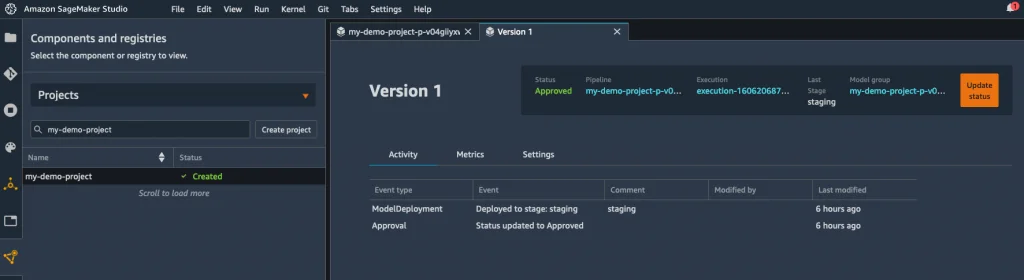 Amazon SageMaker Studio File Edit View Run Kernel Git Tabs Settings Help 1
Components and registries
Select the component or registry to view.
Projects
my-demo-project
Create project
Name Status
my-demo-project Created
Scroll to load more
my-demo-project-p-v04giiyxv Version 1
Version 1
Status Pipeline Execution Last Stage Model group
Approved my-demo-project-p-v0... execution-160620687... staging my-demo-project-p-v0...
Update
status
Activity Metrics Settings
Event type Event Comment Modified by Last modified
ModelDeployment Deployed to stage: staging staging 6 hours ago
Approval Status updated to Approved 6 hours ago